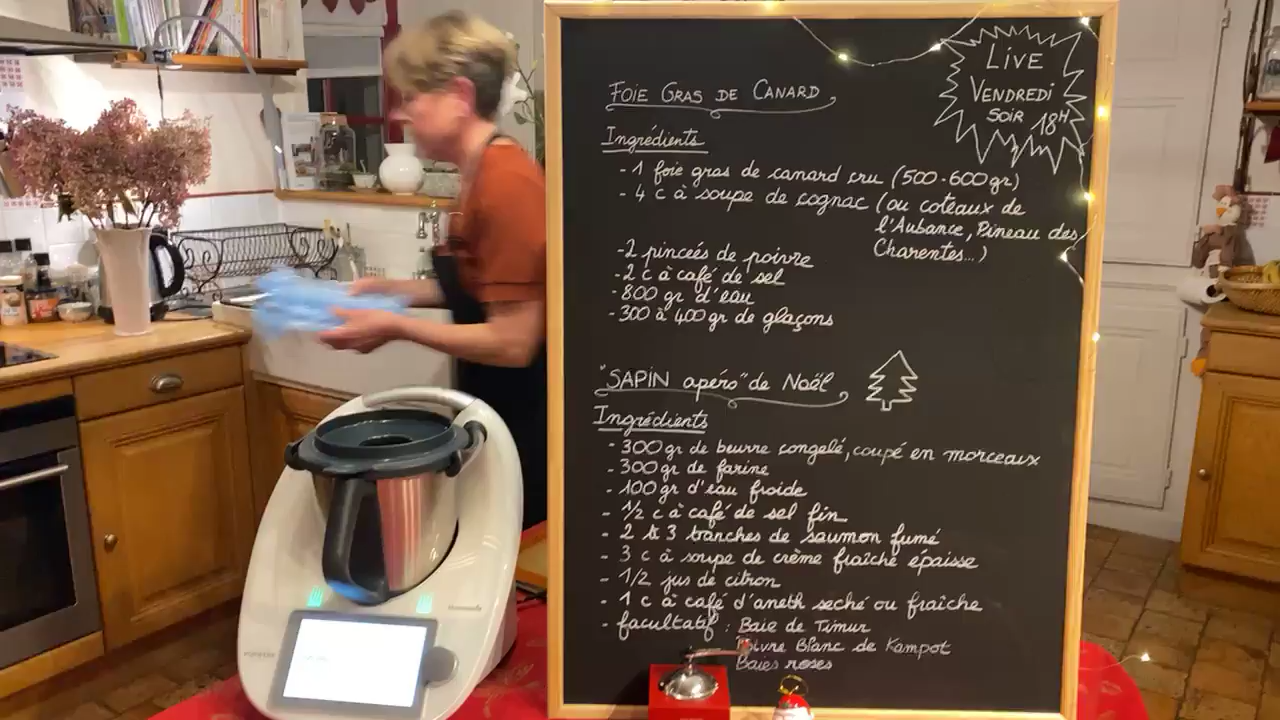 LIVE
VENDREDI
SOIR 18H
FOIE GRAS DE CANARD
Ingrédients
- 1 foie gras de canard cru (500-600gr)
- 4 c à soupe de cognac (ou coteaux de
l'Aubance, Pineau des
Charentes...)
-2 pincées de poivre
-2 c à café de sel
-800 gr d'eau
-300 à 400 gr de glaçons
"SAPIN apéro" de Noël
Ingrédients
- 300 gr de beurre congelé, coupé en morceaux
- 300 gr de farine
- 100 gr d'eau froide
- 1/2 c à café de sel fin
- 2 à 3 tranches de saumon fumé
- 3 c à soupe de crème fraîche épaisse
- 1/2 jus de citron
- 1 c à café d'aneth seché ou fraîche
- facultatif : Baie de Timur
Poivre Blanc de Kampot
Baies roses